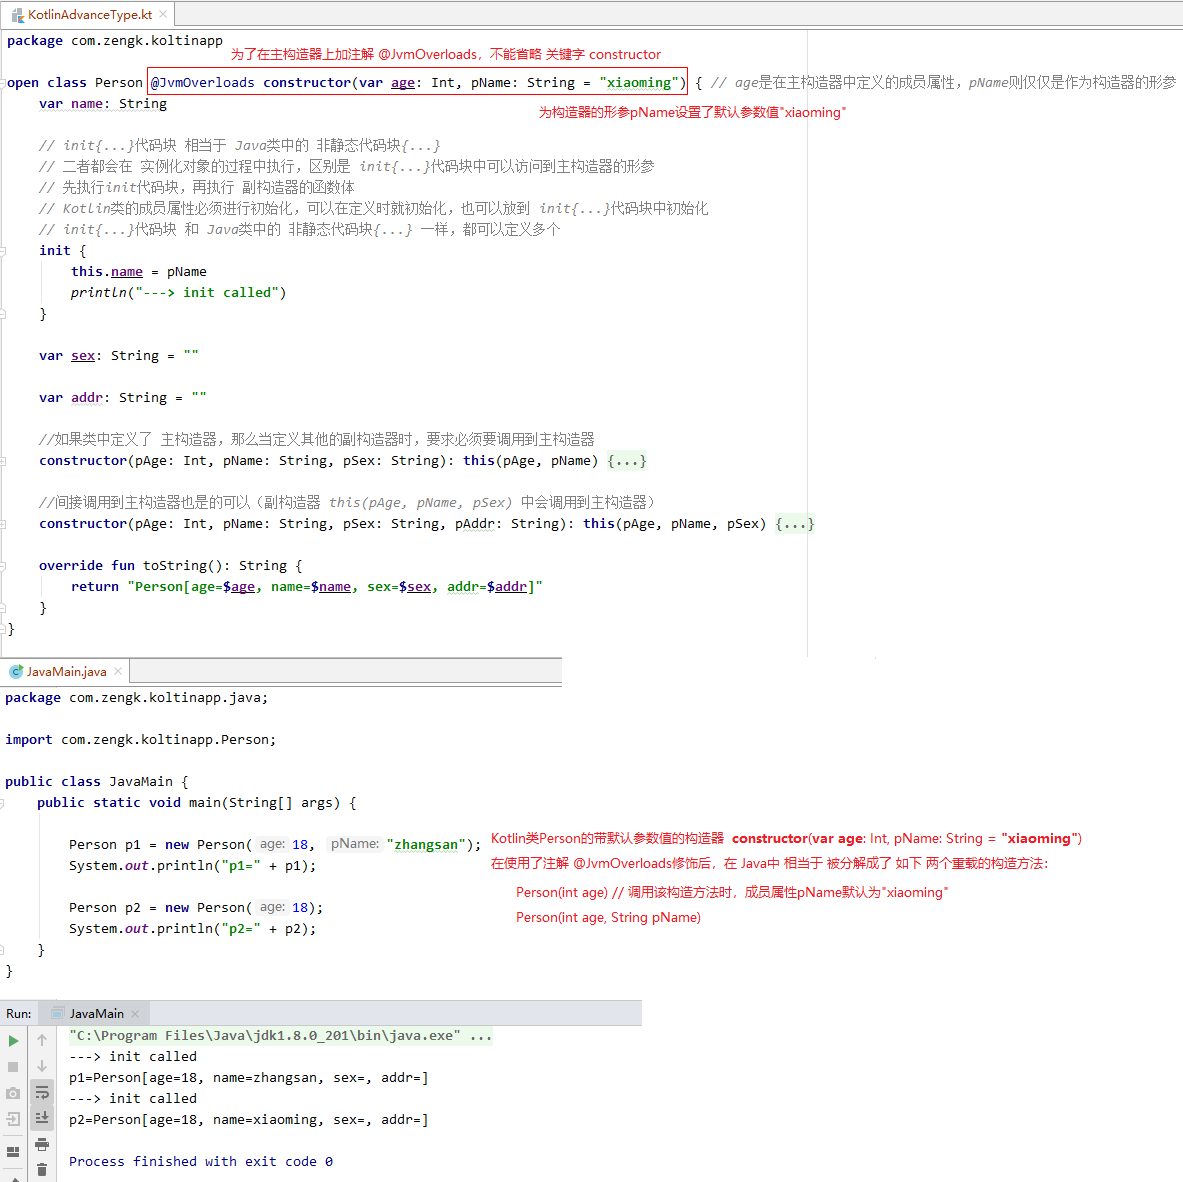 KotlinAdvanceType.kt
package com.zengk.koltinapp
为了在主构造器上加注解 @JvmOverloads，不能省略 关键字 constructor
open class Person @JvmOverloads constructor(var age: Int, pName: String = "xiaoming") { // age是在主构造器中定义的成员属性，pName则仅仅是作为构造器的形参
var name: String
为构造器的形参pName设置了默认参数值"xiaoming"
// init{...}代码块 相当于 Java类中的 非静态代码块{...}
// 二者都会在 实例化对象的过程中执行，区别是 init{...}代码块中可以访问到主构造器的形参
// 先执行init代码块，再执行 副构造器的函数体
// Kotlin类的成员属性必须进行初始化，可以在定义时就初始化，也可以放到 init{...}代码块中初始化
// init{...}代码块 和 Java类中的 非静态代码块{...} 一样，都可以定义多个
init {
this.name = pName
println("---> init called")
}
var sex: String = ""
var addr: String = ""
//如果类中定义了 主构造器，那么当定义其他的副构造器时，要求必须要调用到主构造器
constructor(pAge: Int, pName: String, pSex: String): this(pAge, pName) {...}
//间接调用到主构造器也是的可以（副构造器 this(pAge, pName, pSex) 中会调用到主构造器）
constructor(pAge: Int, pName: String, pSex: String, pAddr: String): this(pAge, pName, pSex) {...}
override fun toString(): String {
return "Person[age=$age, name=$name, sex=$sex, addr=$addr]"
}
}
JavaMain.java
package com.zengk.koltinapp.java;
import com.zengk.koltinapp.Person;
public class JavaMain {
public static void main(String[] args) {
Person p1 = new Person( age: 18, pName: "zhangsan");
System.out.println("p1=" + p1);
Person p2 = new Person( age: 18);
System.out.println("p2=" + p2);
}
}
Kotlin类Person的带默认参数值的构造器 constructor(var age: Int, pName: String = "xiaoming")
在使用了注解 @JvmOverloads修饰后，在 Java中 相当于 被分解成了 如下 两个重载的构造方法：
Person(int age) // 调用该构造方法时，成员属性pName默认为"xiaoming"
Person(int age, String pName)
Run: JavaMain
"C:\Program Files\Java\jdk1.8.0_201\bin\java.exe" ...
---> init called
p1=Person[age=18, name=zhangsan, sex=, addr=]
---> init called
p2=Person[age=18, name=xiaoming, sex=, addr=]
Process finished with exit code 0